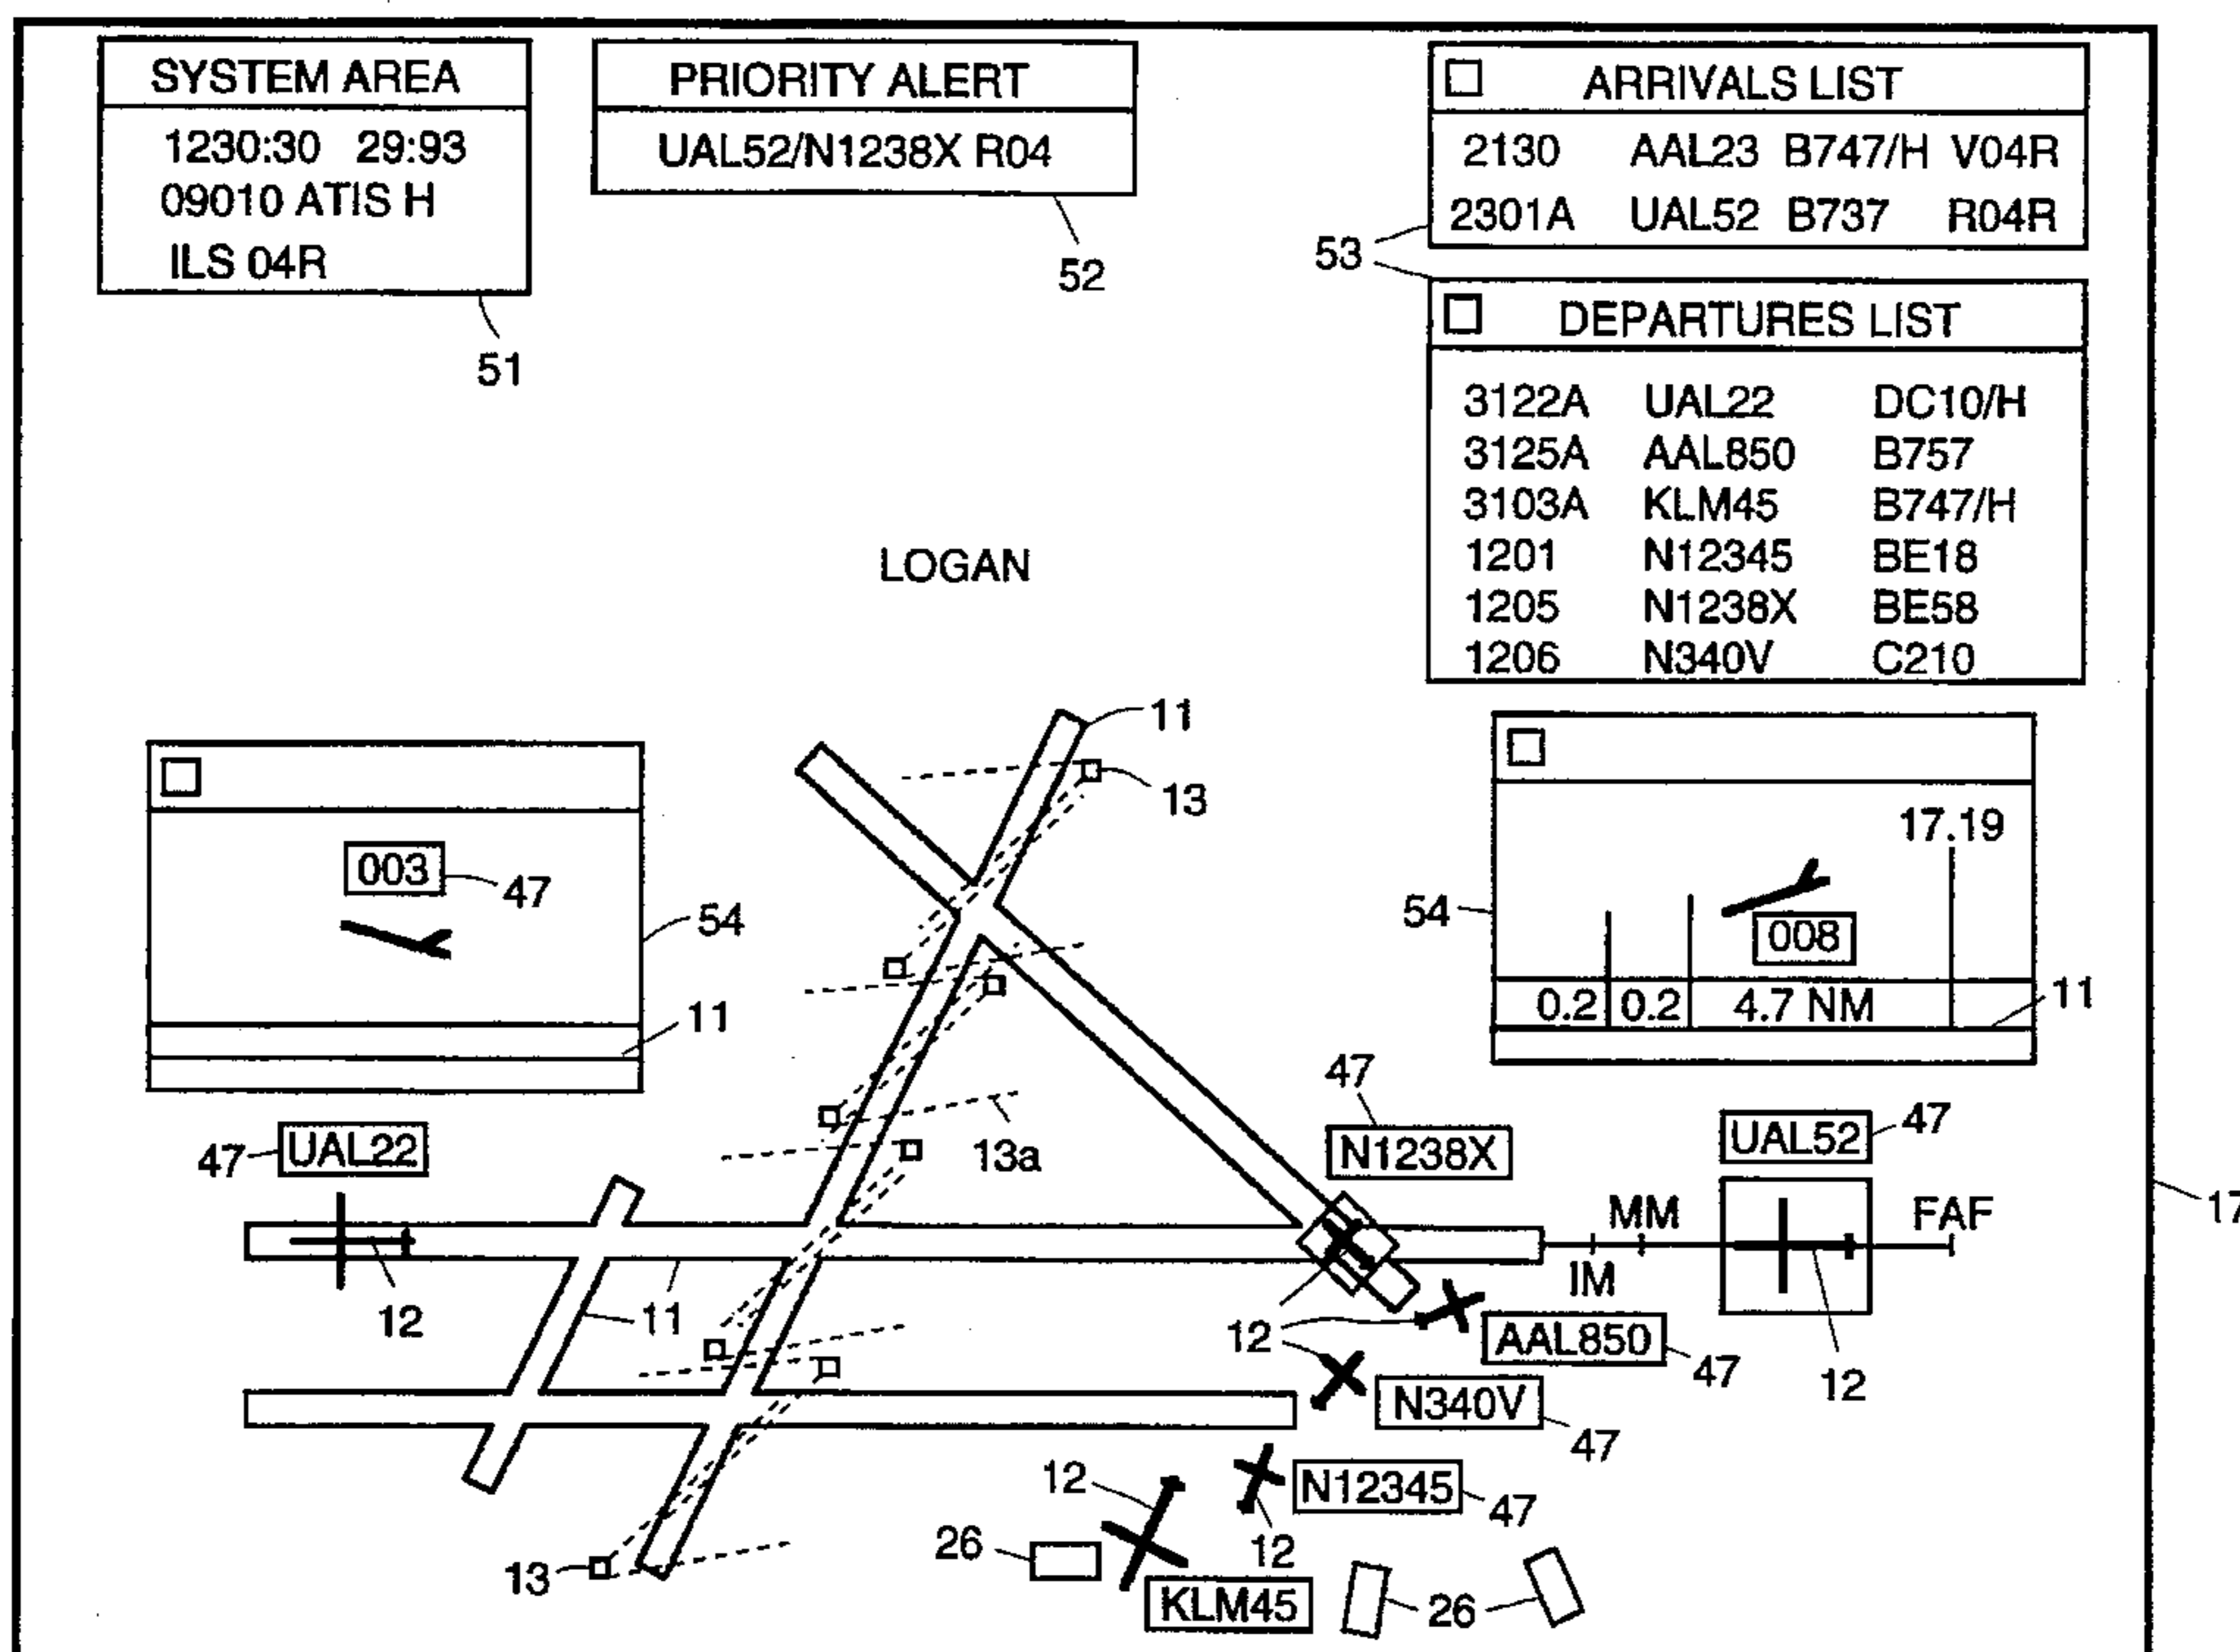 SYSTEM AREA
1230:30 29:93
09010 ATIS H
ILS 04R
51
PRIORITY ALERT
UAL52/N1238X R04
52
ARRIVALS LIST
2130 AAL23 B747/H V04R
2301A UAL52 B737 R04R
53
DEPARTURES LIST
3122A UAL22 DC10/H
3125A AAL850 B757
3103A KLM45 B747/H
1201 N12345 BE18
1205 N1238X BE58
1206 N340V C210
LOGAN
11
13
003
47
54
11
17.19
54
008
0.2 0.2 4.7 NM
11
47
N1238X
UAL52
47
47
UAL22
13a
MM
FAF
17
IM
12
11
12
AAL850
47
12
N340V
47
12
N12345
47
12
26
KLM45
26
13